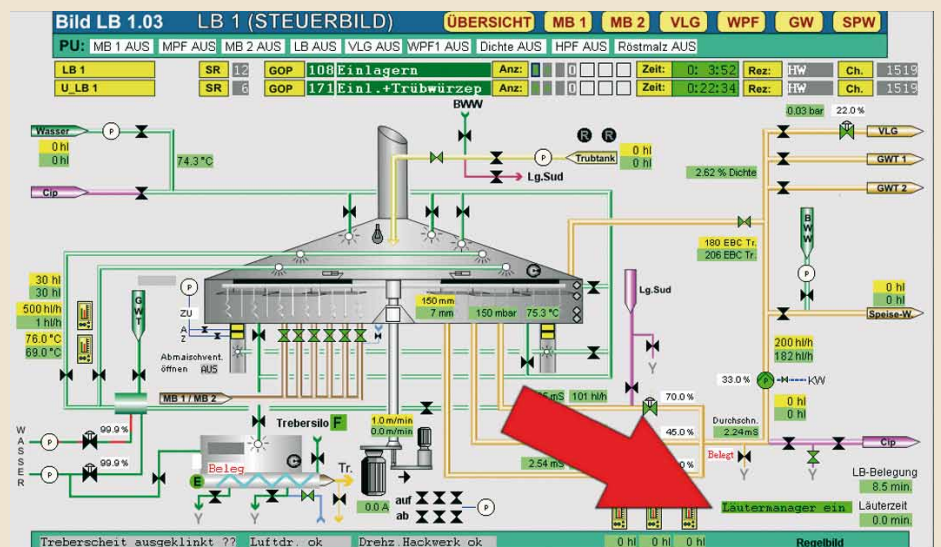 Bild LB 1.03 LB 1 (STEUERBILD) ÜBERSICHT MB 1 MB 2 VLG WPF GW SPW
PU: MB 1 AUS MPF AUS MB 2 AUS LB AUS VLG AUS WPF1 AUS Dichte AUS HPF AUS Röstmalz AUS
LB 1 SR 12 GOP 108 Einlagern Anz: 0 Zeit: 0: 3:52 Rez: HW Ch. 1519
U_LB 1 SR 6 GOP 171 Einl.+Trübwürzep Anz: 0 Zeit: 0:22:34 Rez: HW Ch. 1519
BWW
0.03 bar 22.0 %
Wasser P R R VLG
0 hl
0 hl
74.3 °C
Trubtank P
0 hl
0 hl
GWT 1
2.62 % Dichte
Cip
Lg.Sud
GWT 2
BWW
P
180 EBC Tr.
206 EBC Tr.
30 hl
30 hl
500 hl/h
1 hl/h
76.0 °C
69.0 °C
GWT
P
ZU
A
Z
150 mm
7 mm
150 mbar
75.3 °C
Lg.Sud
0 hl
0 hl
Speise-W.
Abmaischvent.
öffnen AUS
Y
200 hl/h
182 hl/h
33.0 % P KW
MB 1 / MB 2
mS 101 hl/h 70.0 %
0 hl
0 hl
WASSER
P 99.9 %
P 99.9 %
Trebersilo F
1.0 m/min
0.0 m/min
45.0 %
Durchschn.
2.24 mS
Cip
Beleg
E
Tr.
2.54 mS
Belegt
Y Y
Y Y Y
0.0 A
auf
ab
P
LB-Belegung
8.5 min.
Läutermanager ein
Läuterzeit
0.0 min.
Treberscheit ausgeklinkt ?? Luftdr. ok Drehz.Hackwerk ok 0 hl 0 hl 0 hl Regelbild